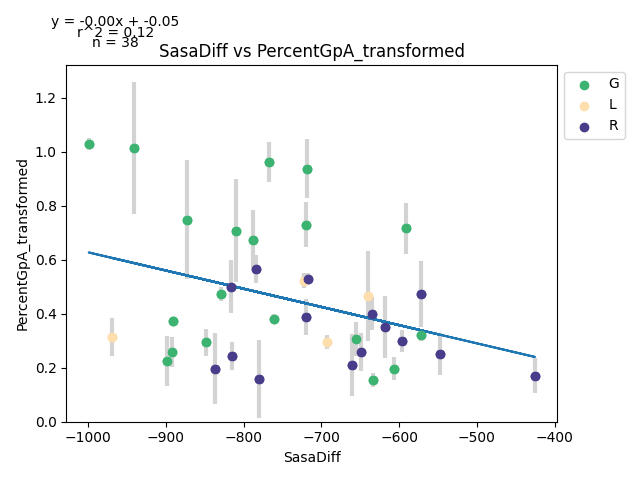 y = -0.00x + -0.05
r^2 = 0.12
n = 38
SasaDiff vs PercentGpA_transformed
G
L
R
PercentGpA_transformed
1.2
1.0
0.8
0.6
0.4
0.2
0.0
−1000 −900 −800 −700 −600 −500 −400
SasaDiff